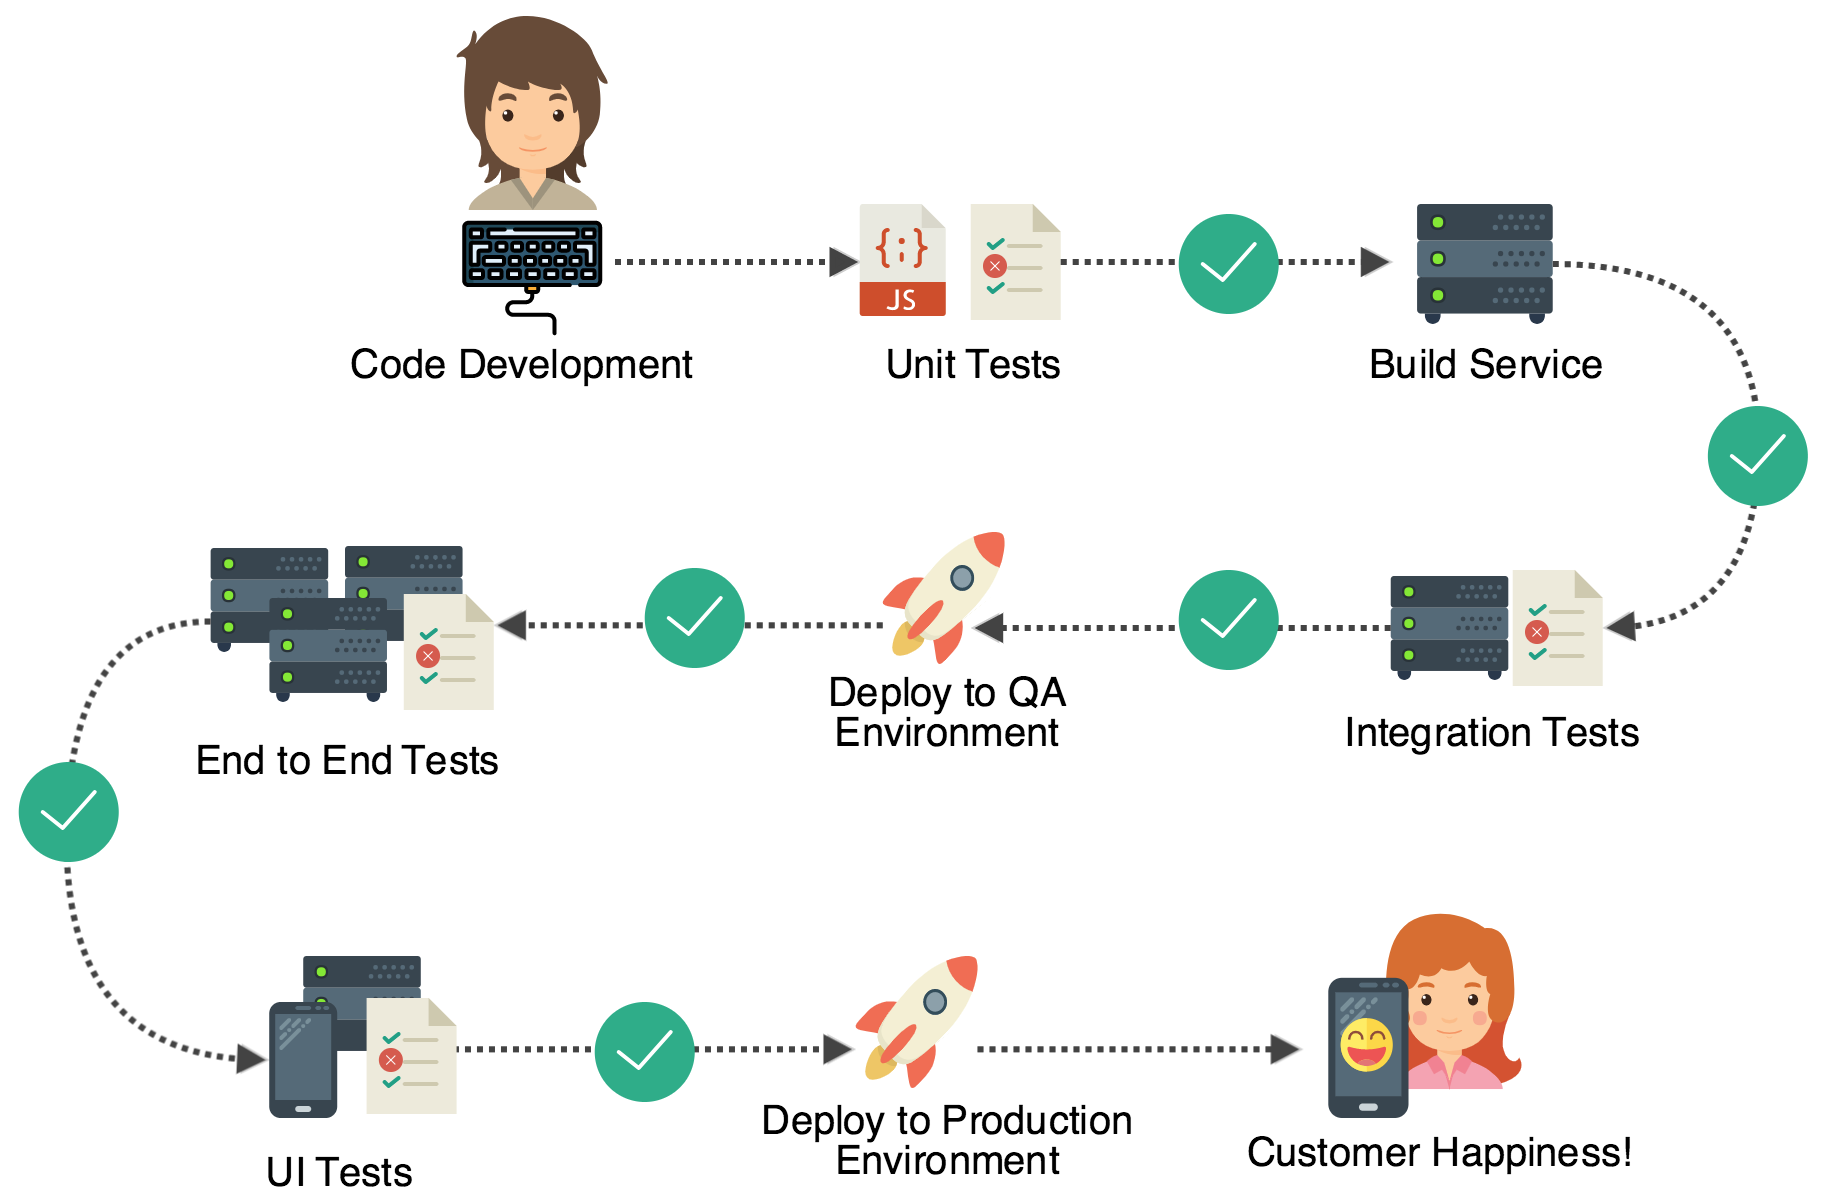 {;}
JS
Code Development
Unit Tests
Build Service
End to End Tests
Deploy to QA
Environment
Integration Tests
UI Tests
Deploy to Production
Environment
Customer Happiness!